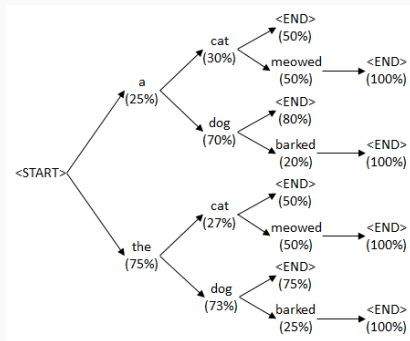 <END>
(50%)
cat
(30%)
meowed
(50%)
<END>
(100%)
a
(25%)
<END>
(80%)
dog
(70%)
barked
(20%)
<END>
(100%)
<START>
<END>
(50%)
cat
(27%)
meowed
(50%)
<END>
(100%)
the
(75%)
<END>
(75%)
dog
(73%)
barked
(25%)
<END>
(100%)